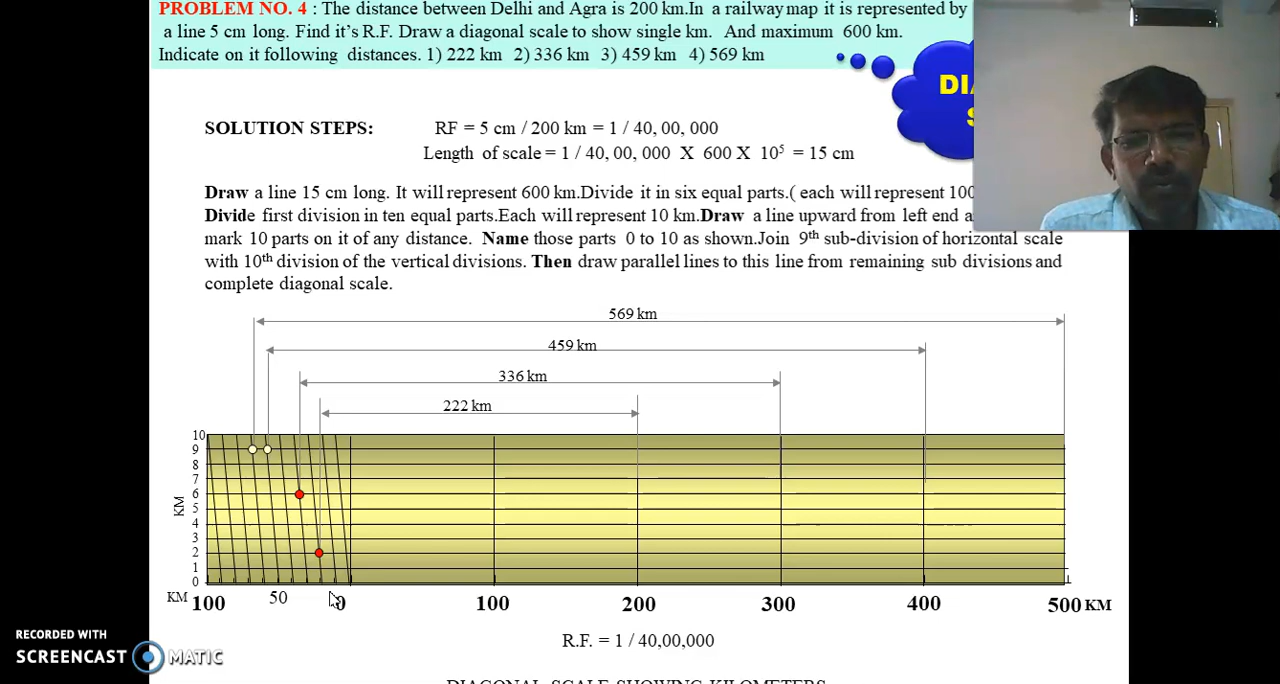 PROBLEM NO. 4 : The distance between Delhi and Agra is 200 km.In a railway map it is represented by
a line 5 cm long. Find it's R.F. Draw a diagonal scale to show single km. And maximum 600 km.
Indicate on it following distances. 1) 222 km 2) 336 km 3) 459 km 4) 569 km
SOLUTION STEPS: RF = 5 cm / 200 km = 1 / 40, 00, 000
Length of scale = 1 / 40, 00, 000 X 600 X 10⁵ = 15 cm
Draw a line 15 cm long. It will represent 600 km.Divide it in six equal parts.( each will represent 100
Divide first division in ten equal parts.Each will represent 10 km.Draw a line upward from left end a
mark 10 parts on it of any distance. Name those parts 0 to 10 as shown.Join 9th sub-division of horizontal scale
with 10th division of the vertical divisions. Then draw parallel lines to this line from remaining sub divisions and
complete diagonal scale.
569 km
459 km
336 km
222 km
10
9
8
7
6
5
4
3
2
1
0
KM
KM 100 50 0 100 200 300 400 500 KM
R.F. = 1 / 40,00,000
DIAGONAL SCALE SHOWING KILOMETERS
RECORDED WITH
SCREENCAST MATIC